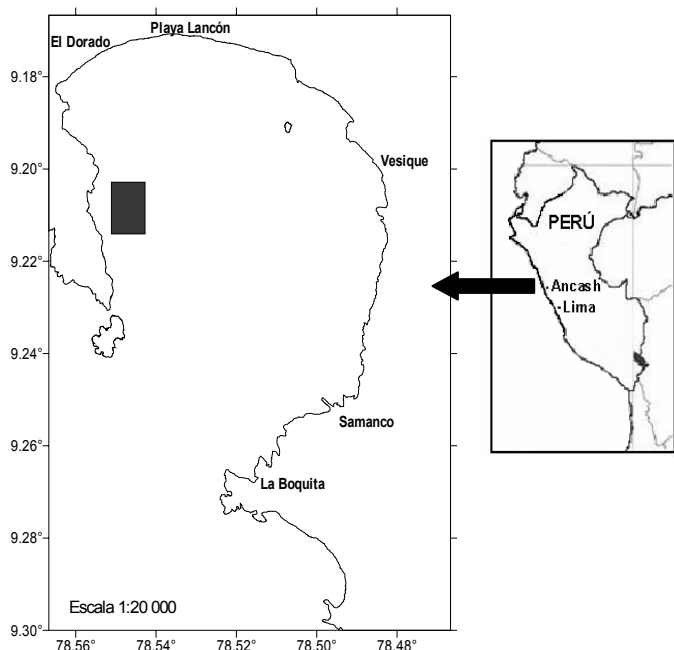 Playa Lancón
El Dorado
9.18°
Vesique
9.20°
9.22°
9.24°
Samanco
9.26°
La Boquita
9.28°
Escala 1:20 000
9.30°
78.56°
78.54°
78.52°
78.50°
78.48°
PERÚ
Ancash
Lima